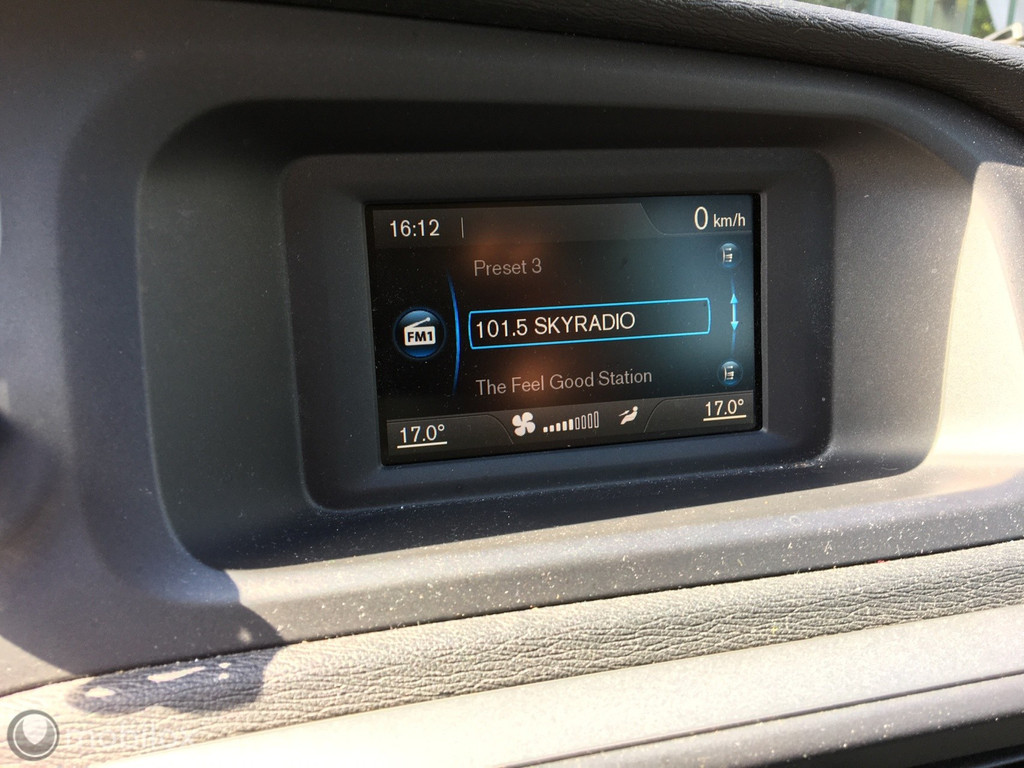 16:12
0 km/h
Preset 3
FM1
101.5 SKYRADIO
The Feel Good Station
17.0°
17.0°